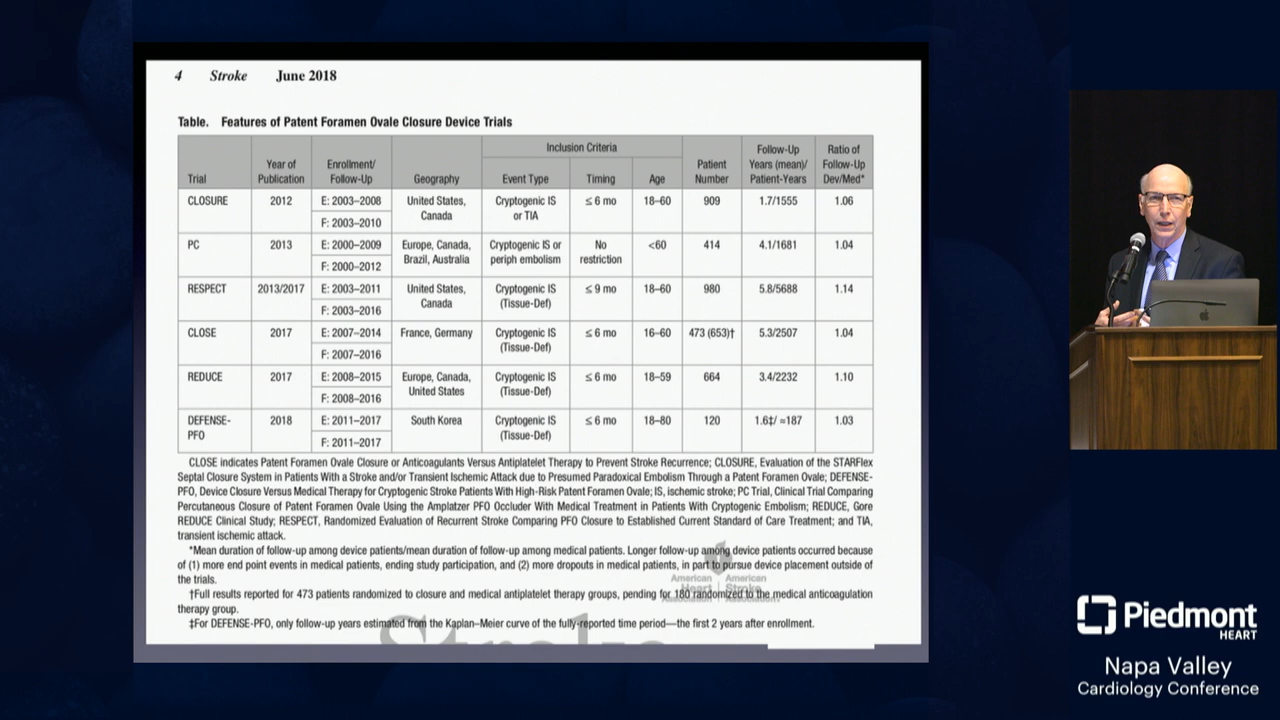 4 Stroke June 2018
Table. Features of Patent Foramen Ovale Closure Device Trials
Inclusion Criteria
Trial
Year of Publication
Enrollment/ Follow-Up
Geography
Event Type
Timing
Age
Patient Number
Follow-Up Years (mean)/ Patient-Years
Ratio of Follow-Up Dev/Med*
CLOSURE 2012 E: 2003–2008 F: 2003–2010 United States, Canada Cryptogenic IS or TIA ≤ 6 mo 18–60 909 1.7/1555 1.06
PC 2013 E: 2000–2009 F: 2000–2012 Europe, Canada, Brazil, Australia Cryptogenic IS or periph embolism No restriction <60 414 4.1/1681 1.04
RESPECT 2013/2017 E: 2003–2011 F: 2003–2016 United States, Canada Cryptogenic IS (Tissue-Def) ≤ 9 mo 18–60 980 5.8/5688 1.14
CLOSE 2017 E: 2007–2014 F: 2007–2016 France, Germany Cryptogenic IS (Tissue-Def) ≤ 6 mo 16–60 473 (653)† 5.3/2507 1.04
REDUCE 2017 E: 2008–2015 F: 2008–2016 Europe, Canada, United States Cryptogenic IS (Tissue-Def) ≤ 6 mo 18–59 664 3.4/2232 1.10
DEFENSE-PFO 2018 E: 2011–2017 F: 2011–2017 South Korea Cryptogenic IS (Tissue-Def) ≤ 6 mo 18–80 120 1.6‡/ ≈187 1.03
CLOSE indicates Patent Foramen Ovale Closure or Anticoagulants Versus Antiplatelet Therapy to Prevent Stroke Recurrence; CLOSURE, Evaluation of the STARFlex
Septal Closure System in Patients With a Stroke and/or Transient Ischemic Attack due to Presumed Paradoxical Embolism Through a Patent Foramen Ovale; DEFENSE-
PFO, Device Closure Versus Medical Therapy for Cryptogenic Stroke Patients With High-Risk Patent Foramen Ovale; IS, ischemic stroke; PC Trial, Clinical Trial Comparing
Percutaneous Closure of Patent Foramen Ovale Using the Amplatzer PFO Occluder With Medical Treatment in Patients With Cryptogenic Embolism; REDUCE, Gore
REDUCE Clinical Study; RESPECT, Randomized Evaluation of Recurrent Stroke Comparing PFO Closure to Established Current Standard of Care Treatment; and TIA,
transient ischemic attack.
*Mean duration of follow-up among device patients/mean duration of follow-up among medical patients. Longer follow-up among device patients occurred because
of (1) more end point events in medical patients, ending study participation, and (2) more dropouts in medical patients, in part to pursue device placement outside of
the trials.
†Full results reported for 473 patients randomized to closure and medical antiplatelet therapy groups, pending for 180 randomized to the medical anticoagulation
therapy group.
‡For DEFENSE-PFO, only follow-up years estimated from the Kaplan–Meier curve of the fully-reported time period—the first 2 years after enrollment.
American Heart Association
American Stroke Association
Stroke
Piedmont
HEART
Napa Valley
Cardiology Conference